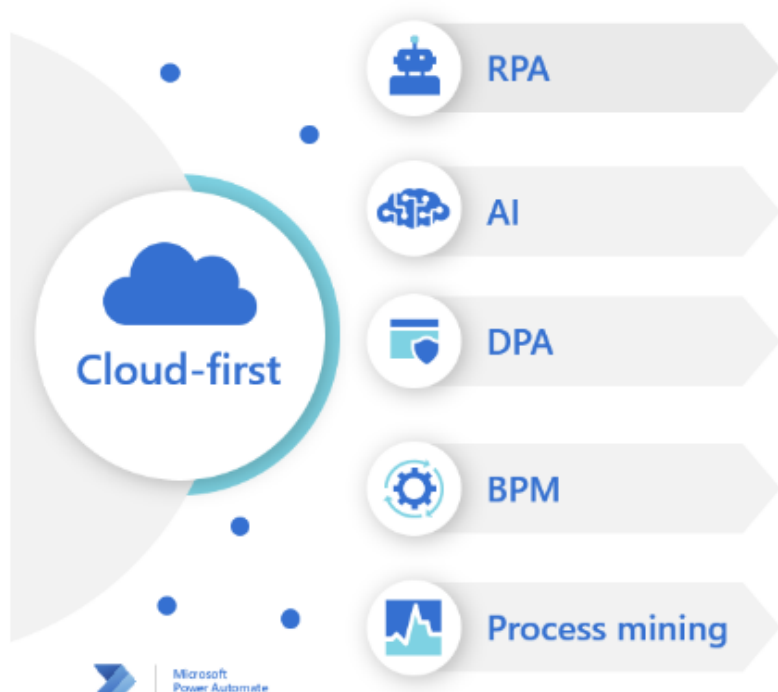 Cloud-first
RPA
AI
DPA
BPM
Process mining
Microsoft
Power Automate